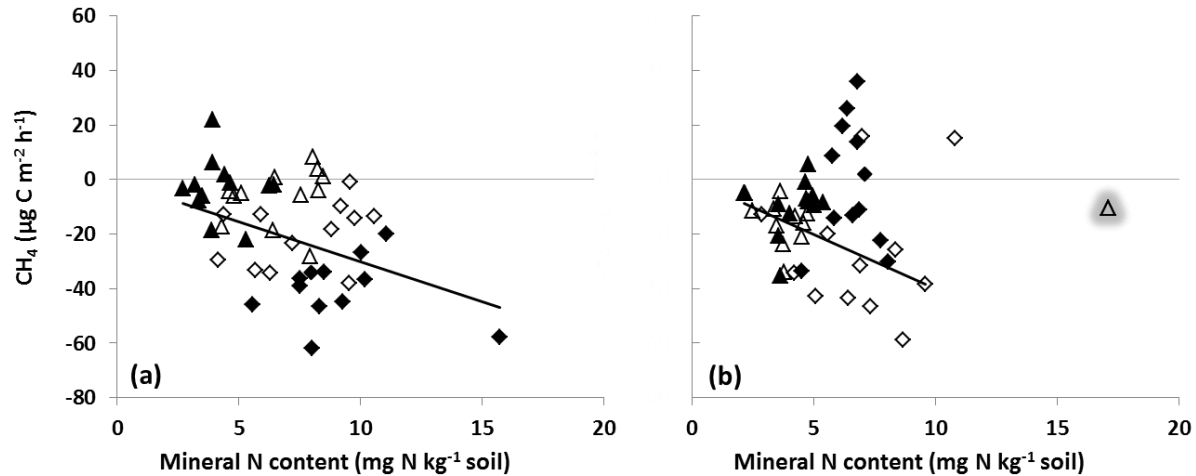 60
40
20
0
-20
-40
-60
-80
CH₄ (µg C m⁻² h⁻¹)
(a)
(b)
0 5 10 15 20
0 5 10 15 20
Mineral N content (mg N kg⁻¹ soil)
Mineral N content (mg N kg⁻¹ soil)